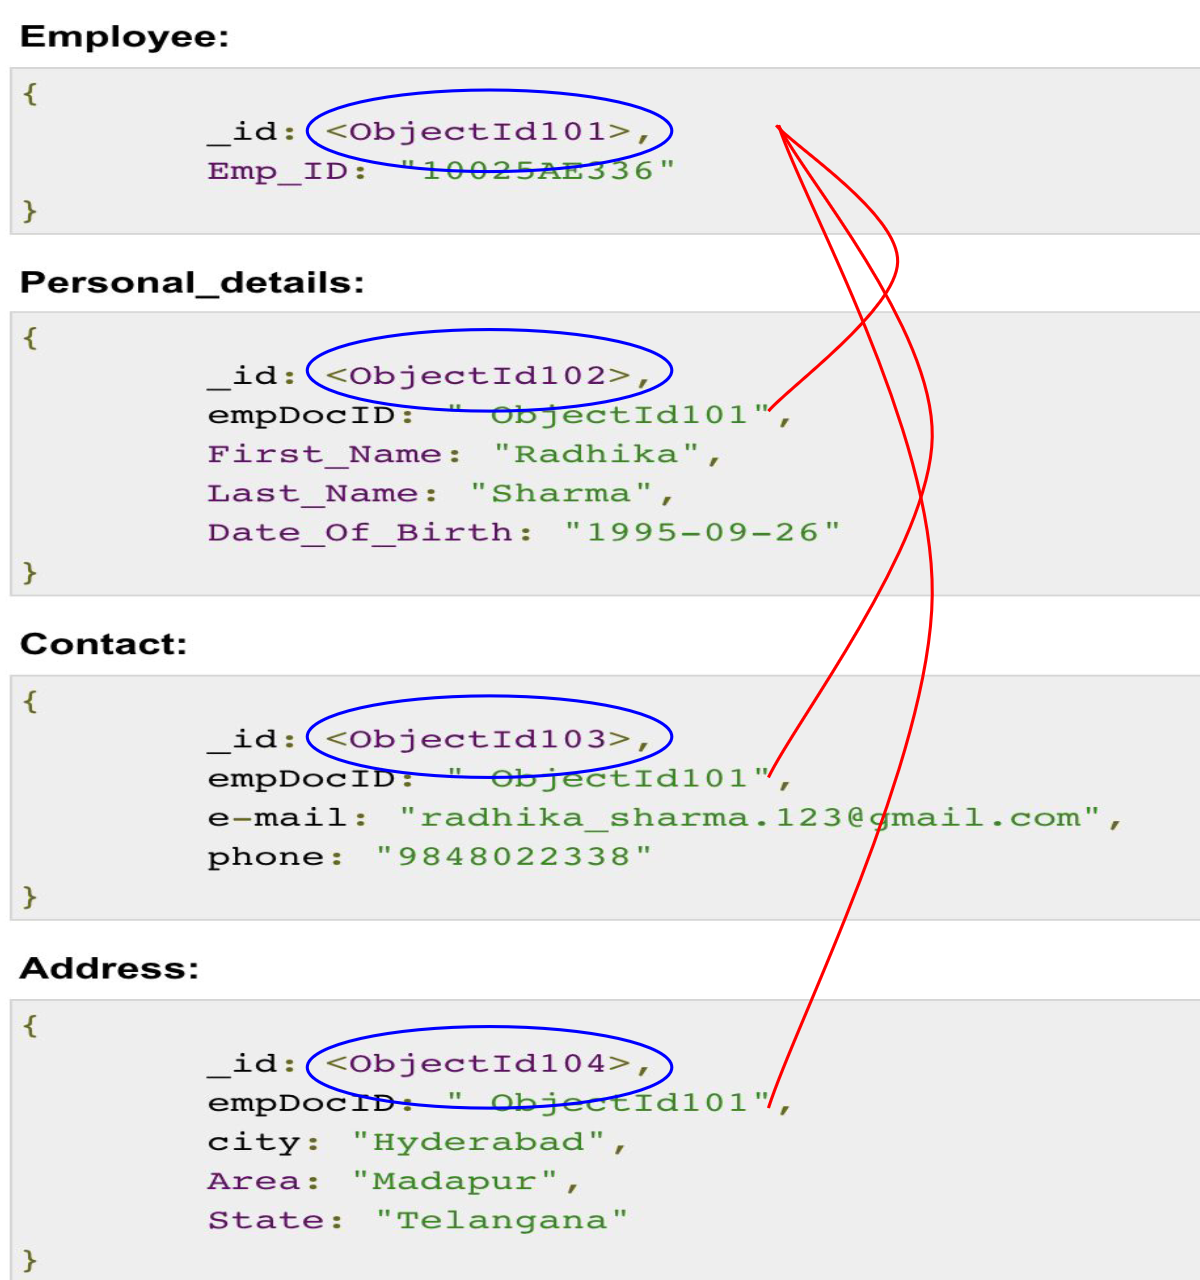 Employee:
{
_id: <ObjectId101>,
Emp_ID: "10025AE336"
}
Personal_details:
{
_id: <ObjectId102>,
empDocID: " ObjectId101",
First_Name: "Radhika",
Last_Name: "Sharma",
Date_Of_Birth: "1995-09-26"
}
Contact:
{
_id: <ObjectId103>,
empDocID: " ObjectId101",
e-mail: "radhika_sharma.123@gmail.com",
phone: "9848022338"
}
Address:
{
_id: <ObjectId104>,
empDocID: " ObjectId101",
city: "Hyderabad",
Area: "Madapur",
State: "Telangana"
}